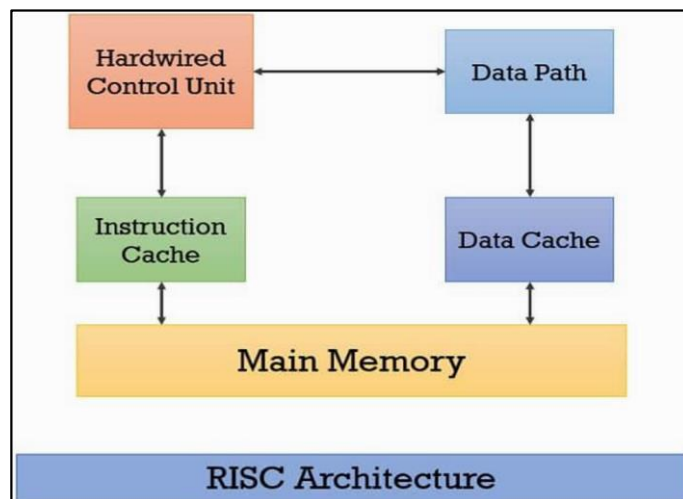 Hardwired
Control Unit
Data Path
Instruction
Cache
Data Cache
Main Memory
RISC Architecture